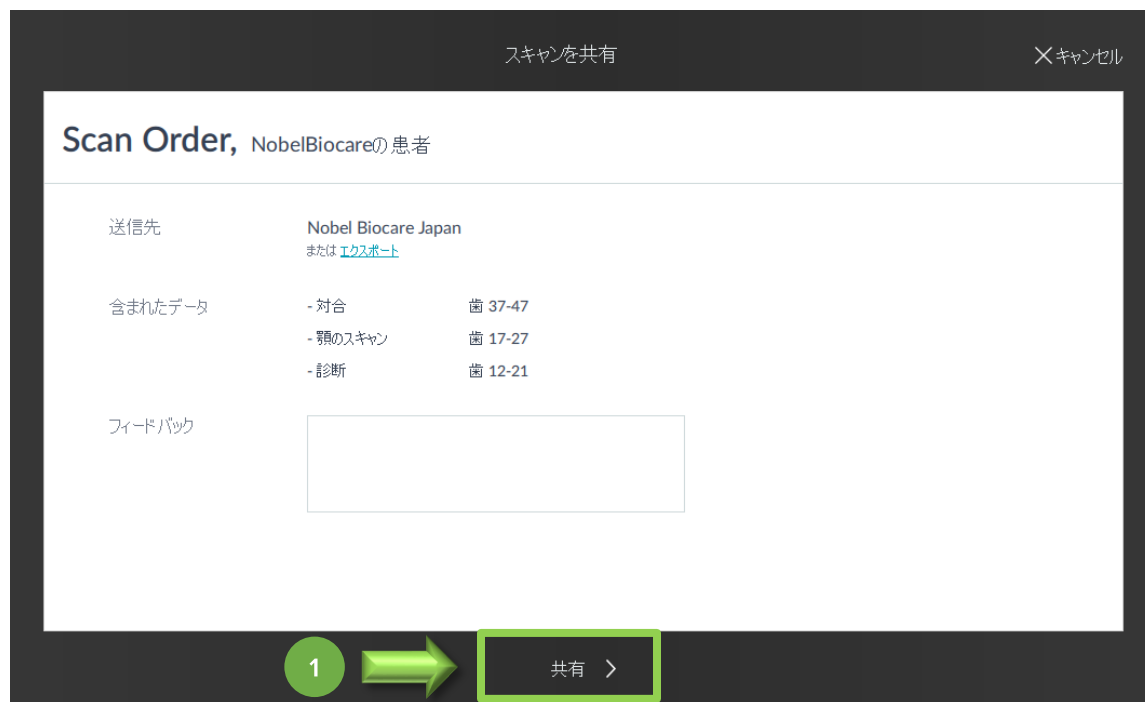 スキャンを共有
キャンセル
Scan Order, NobelBiocareの患者
送信先 Nobel Biocare Japan
または エクスポート
含まれたデータ - 対合 歯 37-47
- 顎のスキャン 歯 17-27
- 診断 歯 12-21
フィードバック
1 共有